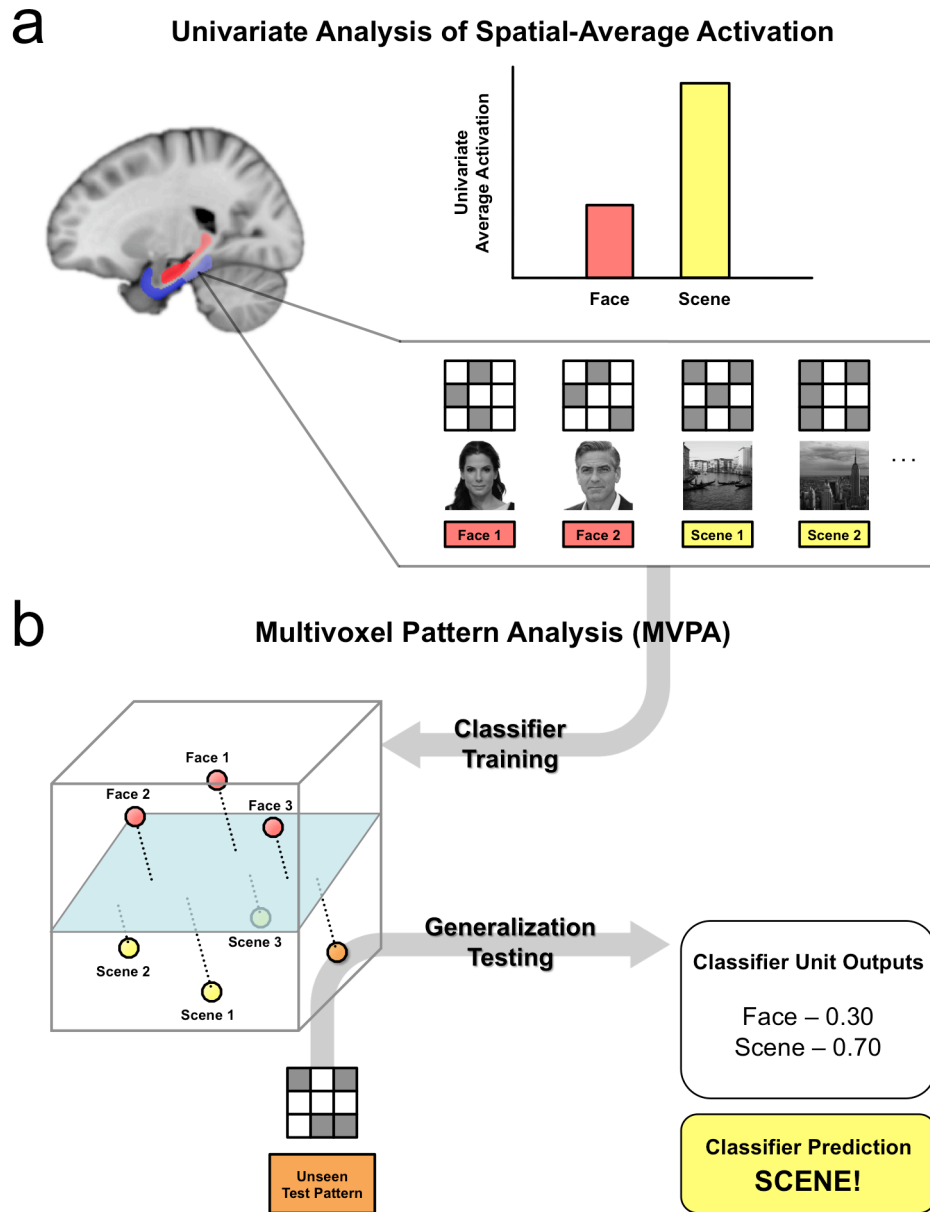 a
Univariate Analysis of Spatial-Average Activation
Univariate
Average Activation
Face
Scene
Face 1
Face 2
Scene 1
Scene 2
...
b
Multivoxel Pattern Analysis (MVPA)
Classifier
Training
Face 1
Face 2
Face 3
Scene 3
Scene 2
Scene 1
Generalization
Testing
Classifier Unit Outputs
Face – 0.30
Scene – 0.70
Unseen
Test Pattern
Classifier Prediction
SCENE!